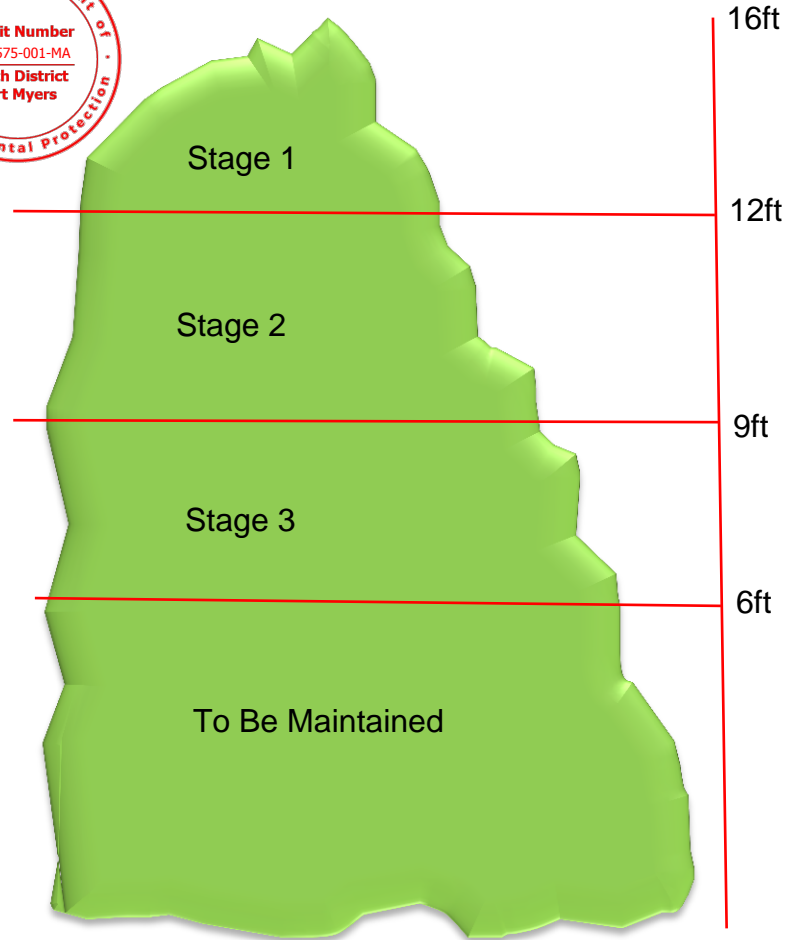 it Number
575-001-MA
h District
rt Myers
ntal Protection
16ft
Stage 1
12ft
Stage 2
9ft
Stage 3
6ft
To Be Maintained